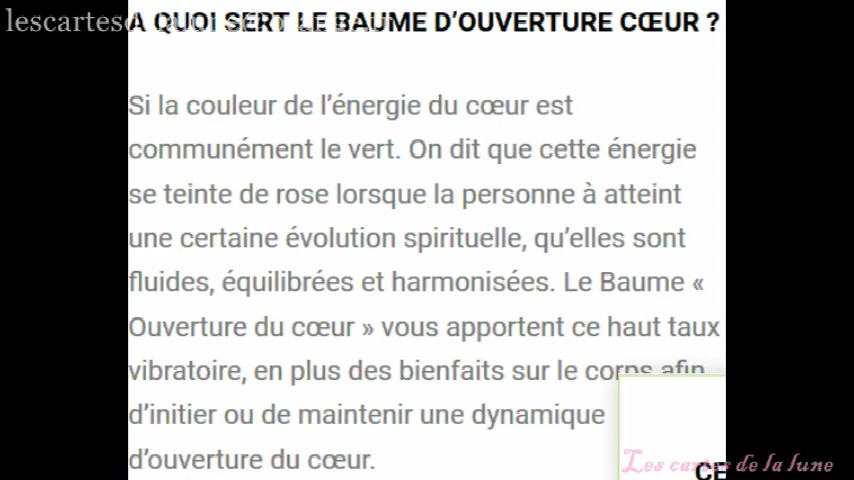 A QUOI SERT LE BAUME D’OUVERTURE CŒUR ?
Si la couleur de l’énergie du cœur est
communément le vert. On dit que cette énergie
se teinte de rose lorsque la personne à atteint
une certaine évolution spirituelle, qu’elles sont
fluides, équilibrées et harmonisées. Le Baume «
Ouverture du cœur » vous apportent ce haut taux
vibratoire, en plus des bienfaits sur le corps afin
d’initier ou de maintenir une dynamique
d’ouverture du cœur.
CE
Les cartes de la lune